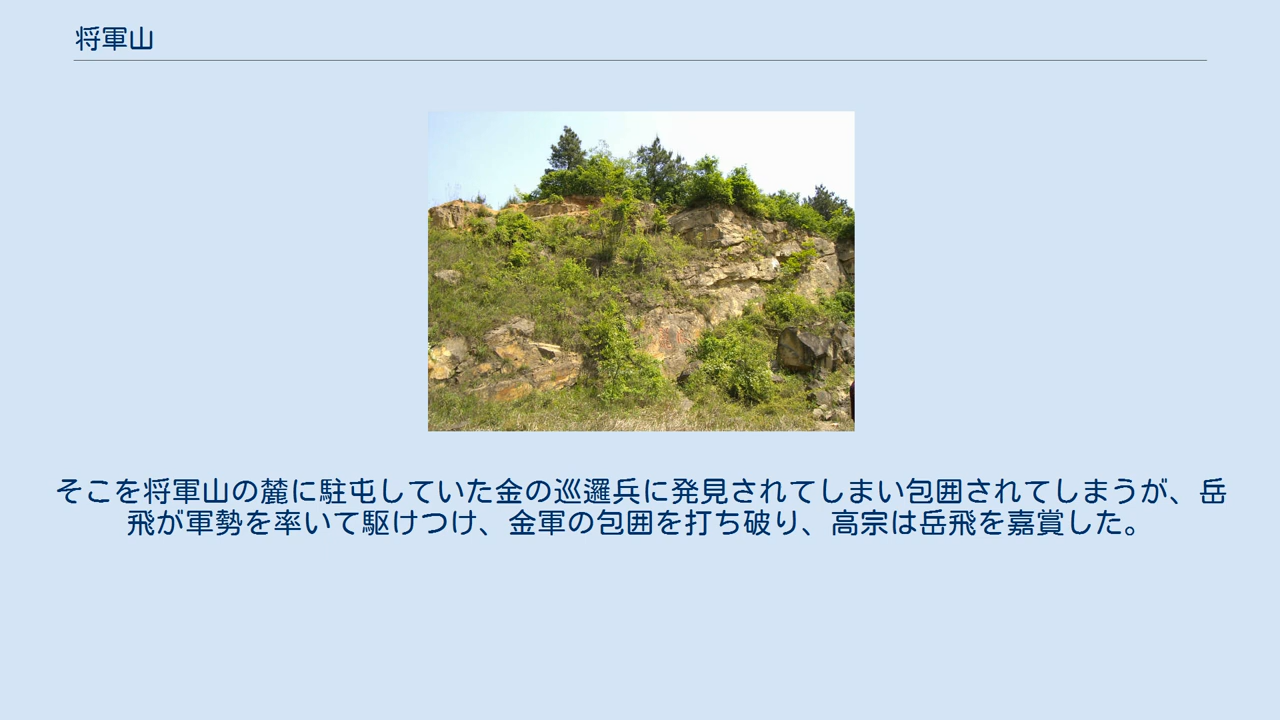 将軍山
そこを将軍山の麓に駐屯していた金の巡邏兵に発見されてしまい包囲されてしまうが、岳
飛が軍勢を率いて駆けつけ、金軍の包囲を打ち破り、高宗は岳飛を嘉賞した。